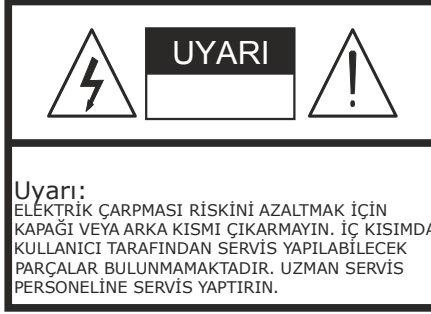 UYARI
Uyarı:
ELEKTRİK ÇARPMASI RİSKİNİ AZALTMAK İÇİN
KAPAĞI VEYA ARKA KISMI ÇIKARMAYIN. İÇ KISIMDA
KULLANICI TARAFINDAN SERVİS YAPILABİLECEK
PARÇALAR BULUNMAMAKTADIR. UZMAN SERVİS
PERSONELİNE SERVİS YAPTIRIN.